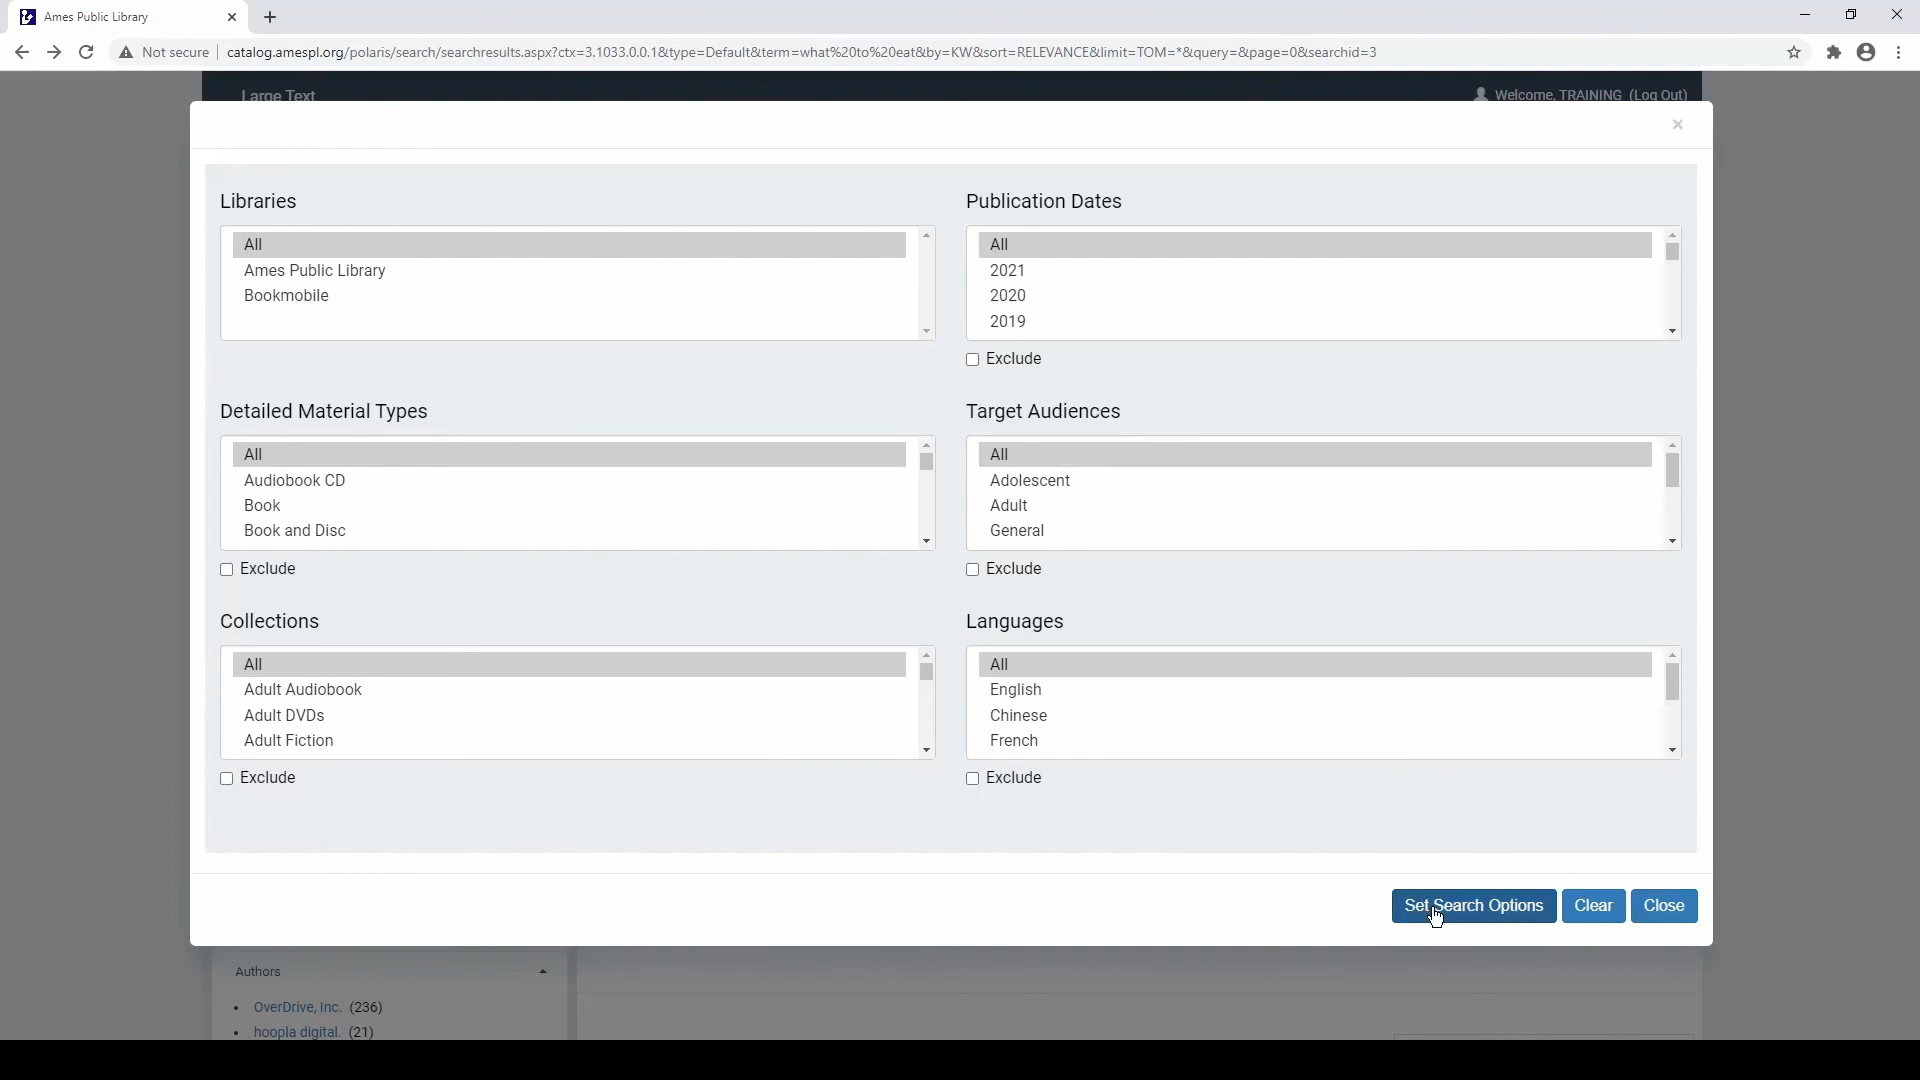 Ames Public Library
Not secure
catalog.amespl.org/polaris/search/searchresults.aspx?ctx=3.1033.0.0.1&type=Default&term=what%20to%20eat&by=KW&sort=RELEVANCE&limit=TOM=*&query=&page=0&searchid=3
Large Text
Welcome, TRAINING (Log Out)
×
Libraries
All
Ames Public Library
Bookmobile
Publication Dates
All
2021
2020
2019
Exclude
Detailed Material Types
All
Audiobook CD
Book
Book and Disc
Exclude
Target Audiences
All
Adolescent
Adult
General
Exclude
Collections
All
Adult Audiobook
Adult DVDs
Adult Fiction
Exclude
Languages
All
English
Chinese
French
Exclude
Set Search Options
Clear
Close
Authors
• OverDrive, Inc. (236)
• hoopla digital. (21)